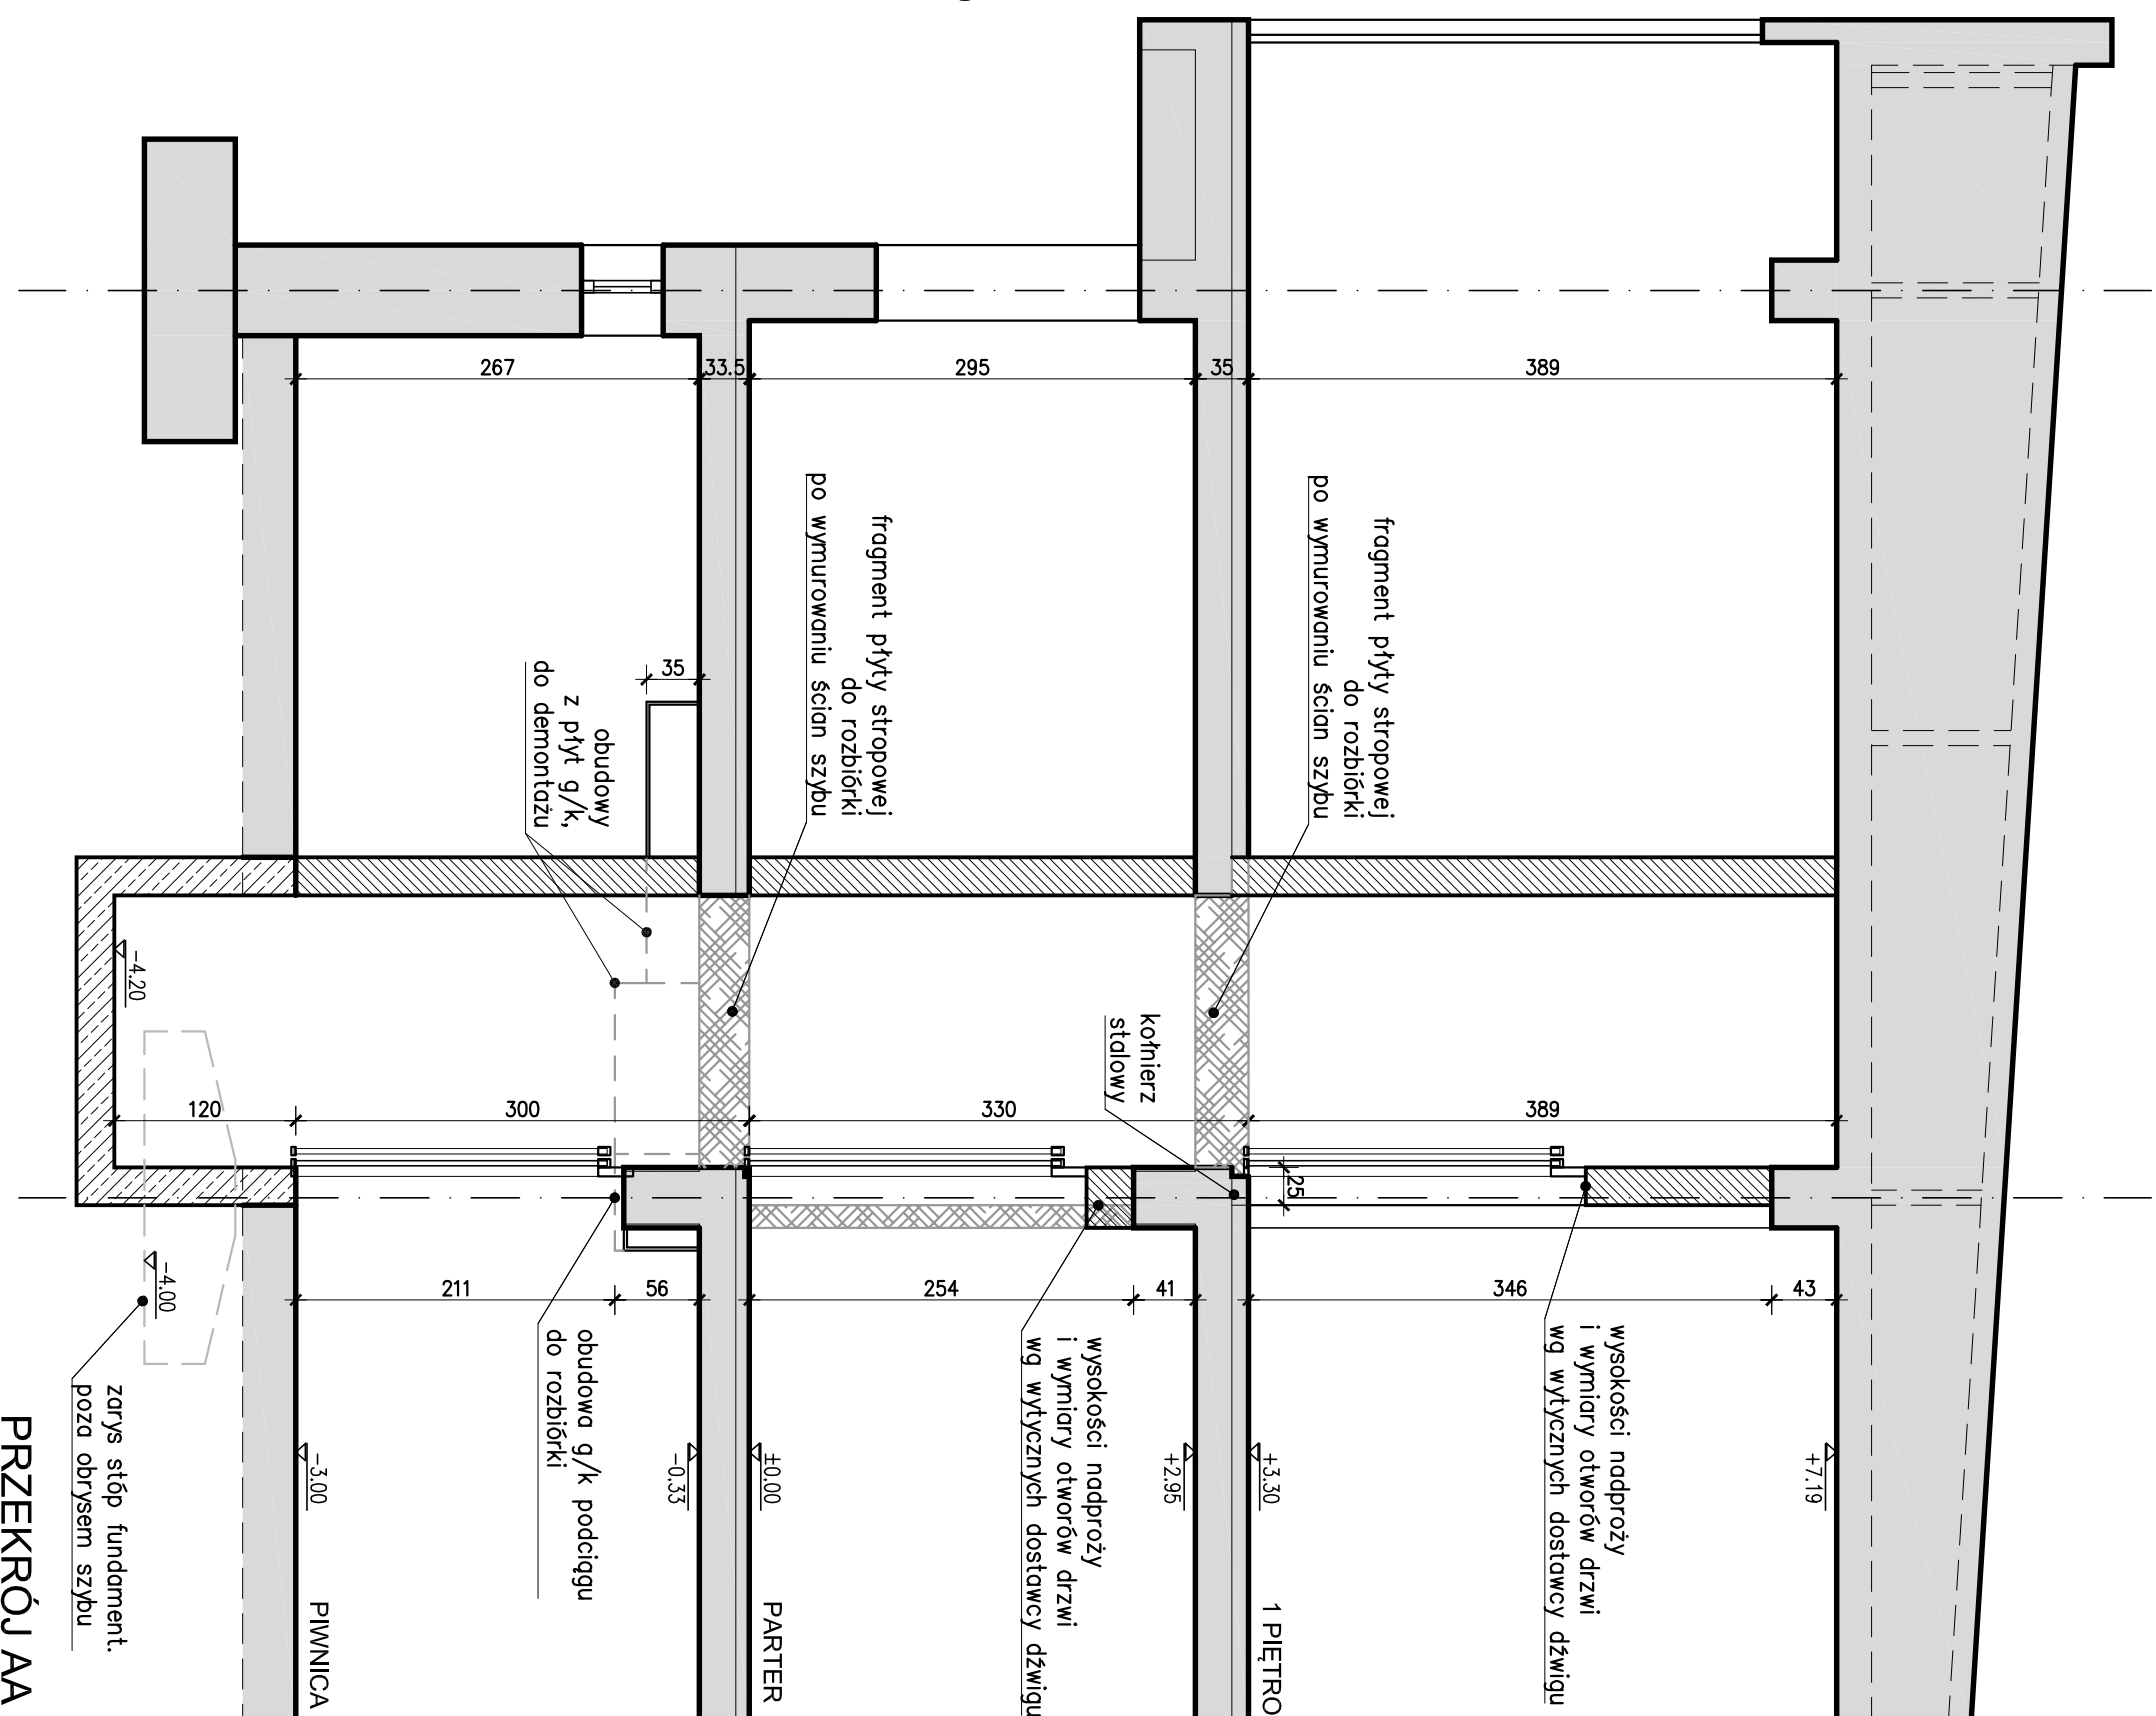 267
33.5
295
35
389
fragment płyty stropowej
do rozbiórki
po wymurowaniu ścian szybu
fragment płyty stropowej
do rozbiórki
po wymurowaniu ścian szybu
35
obudowy
z płyt g/k,
do demontażu
-4.20
kołnierz
stalowy
120
300
330
389
25
211
56
254
41
346
43
-4.00
zarys stóp fundament.
poza obrysem szybu
obudowa g/k podciągu
do rozbiórki
wysokości nadproży
i wymiary otworów drzwi
wg wytycznych dostawcy dźwigu
wysokości nadproży
i wymiary otworów drzwi
wg wytycznych dostawcy dźwigu
-3.00
-0.33
±0.00
+2.95
+3.30
+7.19
PIWNICA
PARTER
1 PIĘTRO
PRZEKRÓJ AA